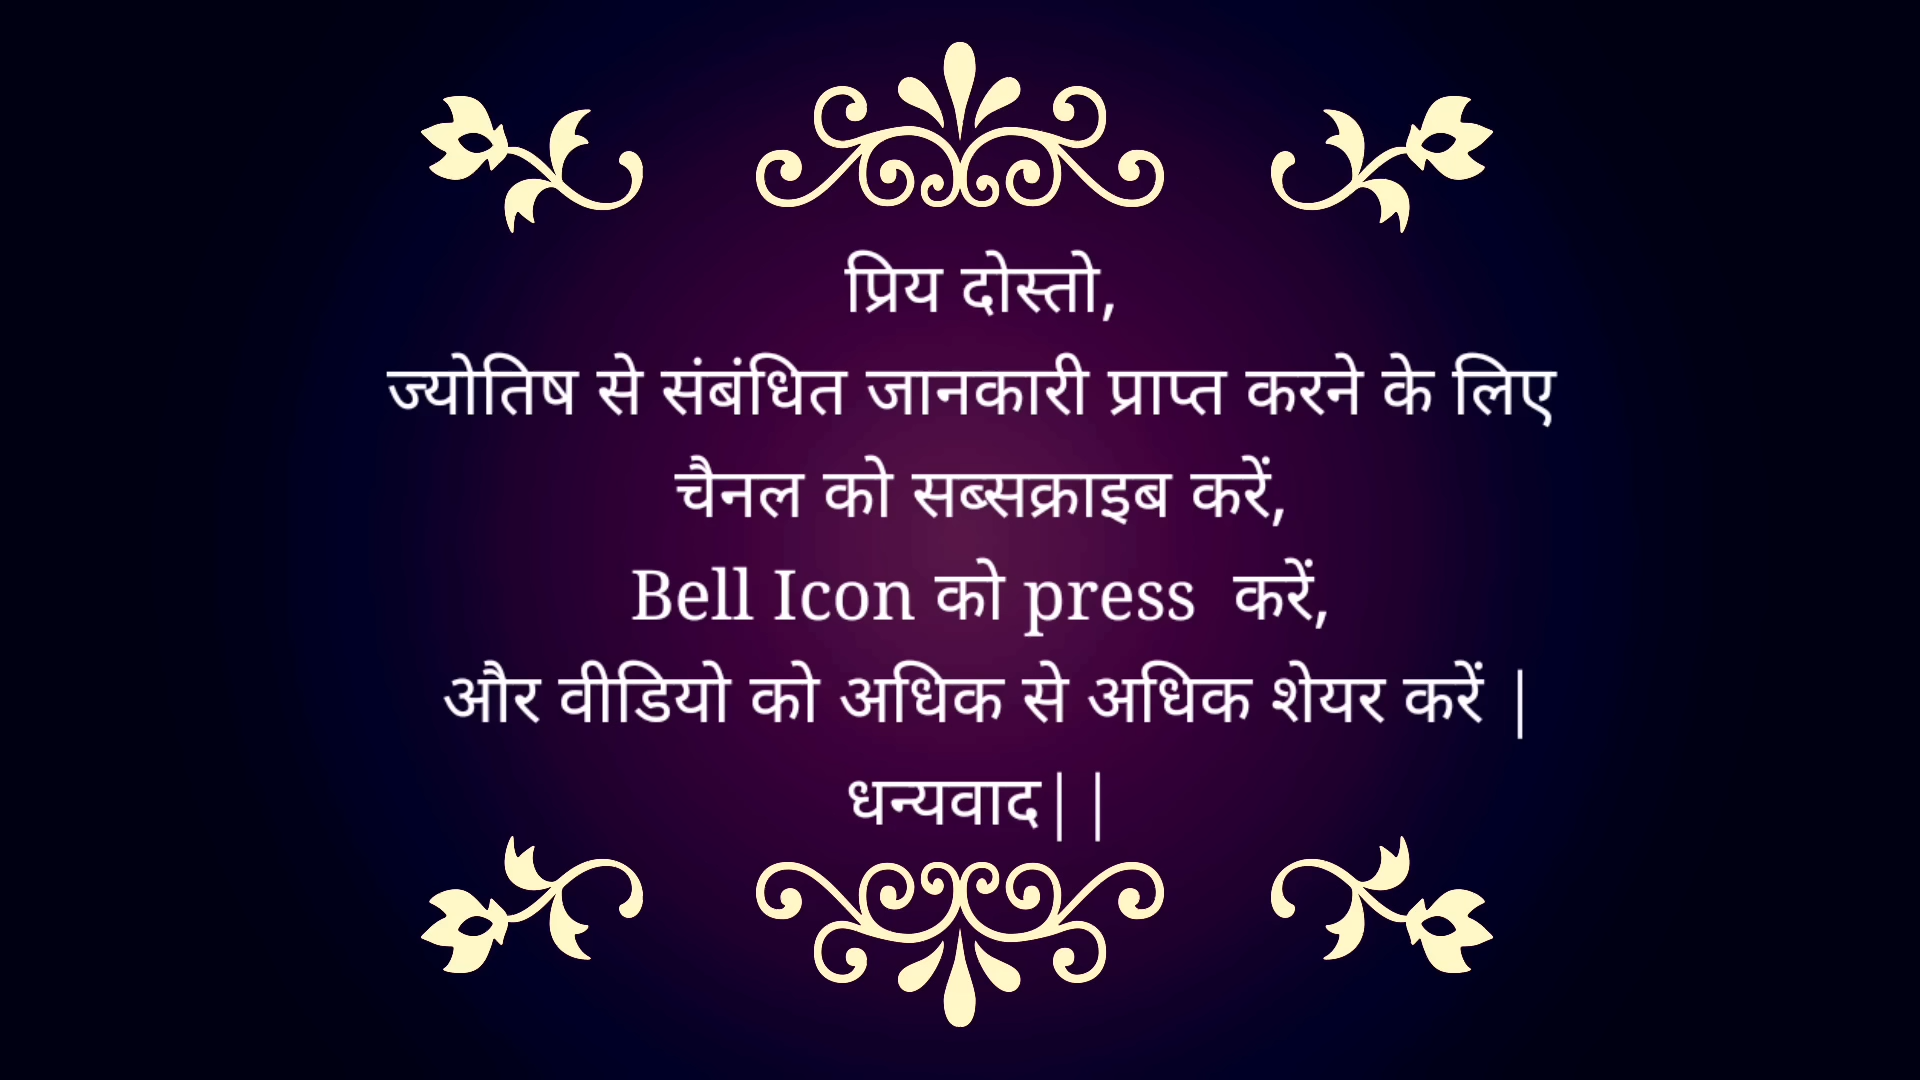 प्रिय दोस्तो,
ज्योतिष से संबंधित जानकारी प्राप्त करने के लिए
चैनल को सब्सक्राइब करें,
Bell Icon को press  करें,
और वीडियो को अधिक से अधिक शेयर करें |
धन्यवाद||